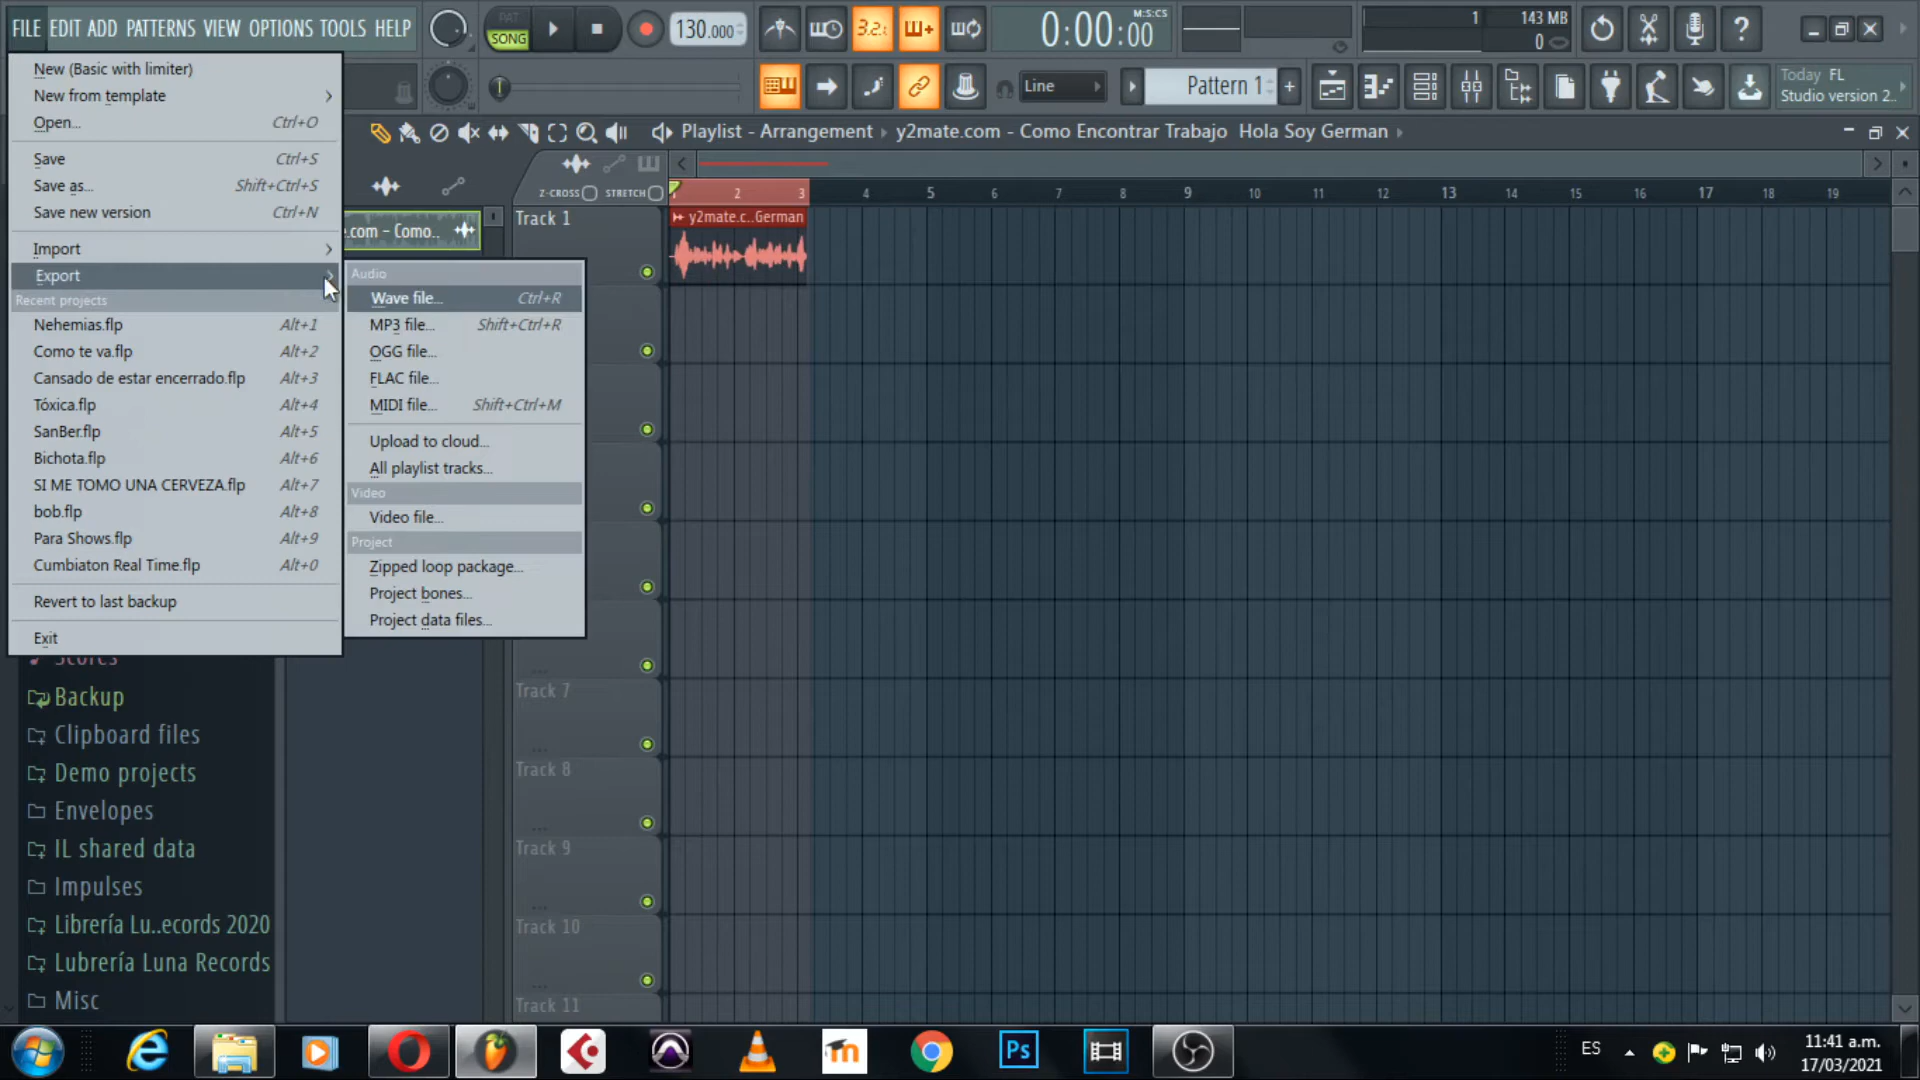 FILE EDIT ADD PATTERNS VIEW OPTIONS TOOLS HELP
PAT
SONG
130.000
3.2.
0:00:00
M:S:CS
1
143 MB
0
Line
Pattern 1
+
Today FL
Studio version 2..
Playlist - Arrangement
y2mate.com - Como Encontrar Trabajo Hola Soy German
New (Basic with limiter)
New from template
Open... Ctrl+O
Save Ctrl+S
Save as... Shift+Ctrl+S
Save new version Ctrl+N
Import
Export
Recent projects
Nehemias.flp Alt+1
Como te va.flp Alt+2
Cansado de estar encerrado.flp Alt+3
Tóxica.flp Alt+4
SanBer.flp Alt+5
Bichota.flp Alt+6
SI ME TOMO UNA CERVEZA.flp Alt+7
bob.flp Alt+8
Para Shows.flp Alt+9
Cumbiaton Real Time.flp Alt+0
Revert to last backup
Exit
Audio
Wave file... Ctrl+R
MP3 file... Shift+Ctrl+R
OGG file...
FLAC file...
MIDI file... Shift+Ctrl+M
Upload to cloud...
All playlist tracks...
Video
Video file...
Project
Zipped loop package...
Project bones...
Project data files...
e.com - Como..
Z-CROSS STRETCH
2 3 4 5 6 7 8 9 10 11 12 13 14 15 16 17 18 19
Track 1
y2mate.c..German
Track 7
Track 8
Track 9
Track 10
Track 11
Scores
Backup
Clipboard files
Demo projects
Envelopes
IL shared data
Impulses
Librería Lu..ecords 2020
Lubrería Luna Records
Misc
Ps
ES
11:41 a.m.
17/03/2021